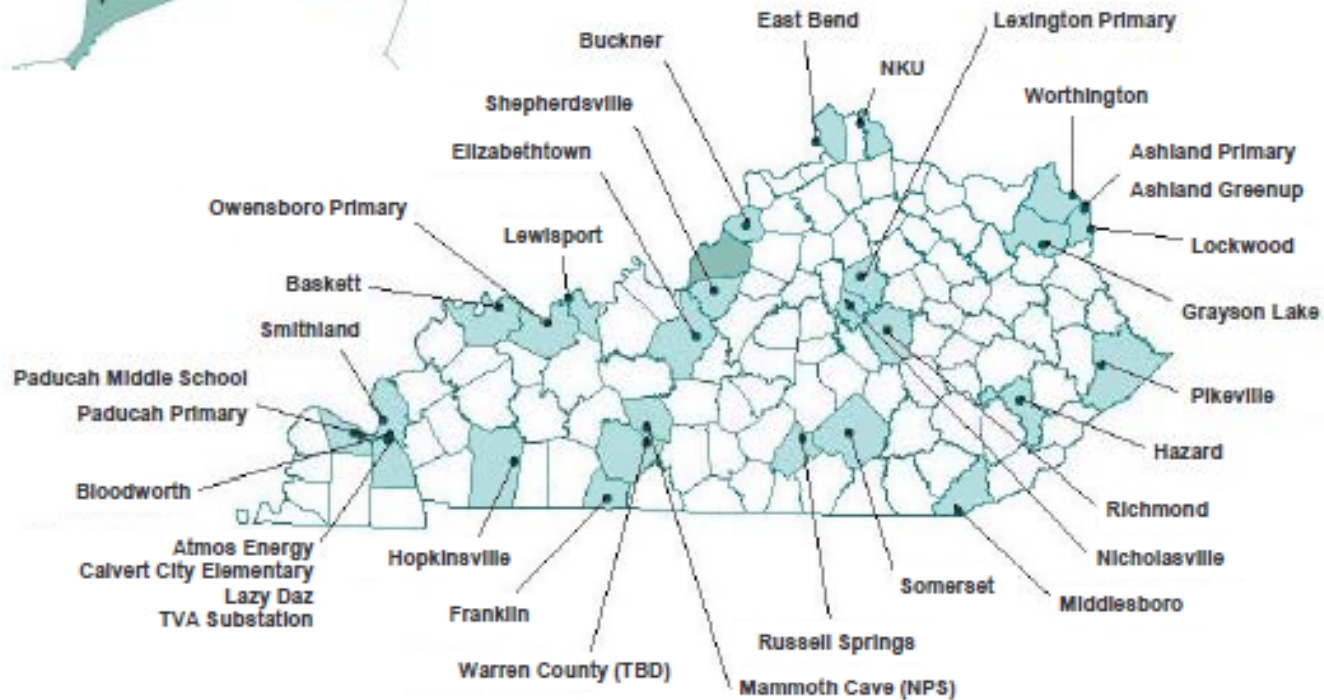 East Bend
Lexington Primary
Buckner
NKU
Shepherdsville
Worthington
Elizabethtown
Ashland Primary
Ashland Greenup
Owensboro Primary
Lewisport
Lockwood
Baskett
Grayson Lake
Smithland
Paducah Middle School
Paducah Primary
Pikeville
Hazard
Bloodworth
Richmond
Atmos Energy
Calvert City Elementary
Lazy Daz
TVA Substation
Hopkinsville
Nicholasville
Somerset
Middlesboro
Franklin
Russell Springs
Warren County (TBD)
Mammoth Cave (NPS)